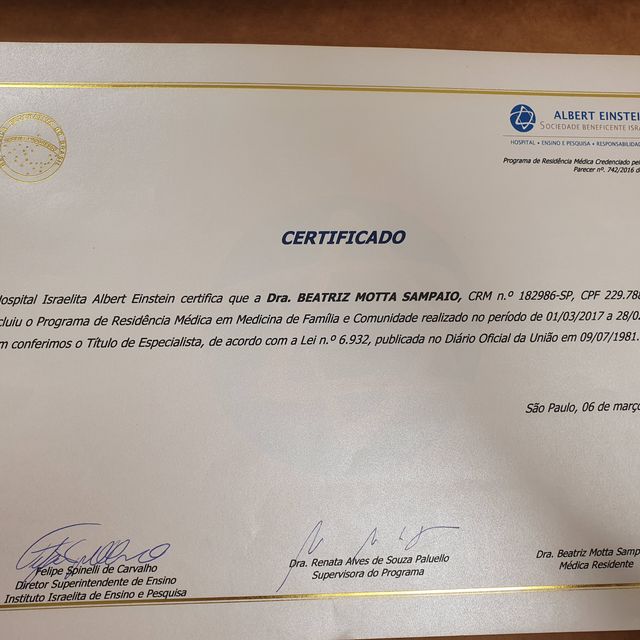 ALBERT EINSTEI
SOCIEDADE BENEFICENTE ISRA
HOSPITAL • ENSINO E PESQUISA • RESPONSABILIDAD
Programa de Residência Médica Credenciado pel
Parecer nº. 742/2016 d
CERTIFICADO
Hospital Israelita Albert Einstein certifica que a Dra. BEATRIZ MOTTA SAMPAIO, CRM n.º 182986-SP, CPF 229.788
cluiu o Programa de Residência Médica em Medicina de Família e Comunidade realizado no período de 01/03/2017 a 28/0
m conferimos o Título de Especialista, de acordo com a Lei n.º 6.932, publicada no Diário Oficial da União em 09/07/1981.
São Paulo, 06 de março
Felipe Spinelli de Carvalho
Diretor Superintendente de Ensino
Instituto Israelita de Ensino e Pesquisa
Dra. Renata Alves de Souza Paluello
Supervisora do Programa
Dra. Beatriz Motta Samp
Médica Residente